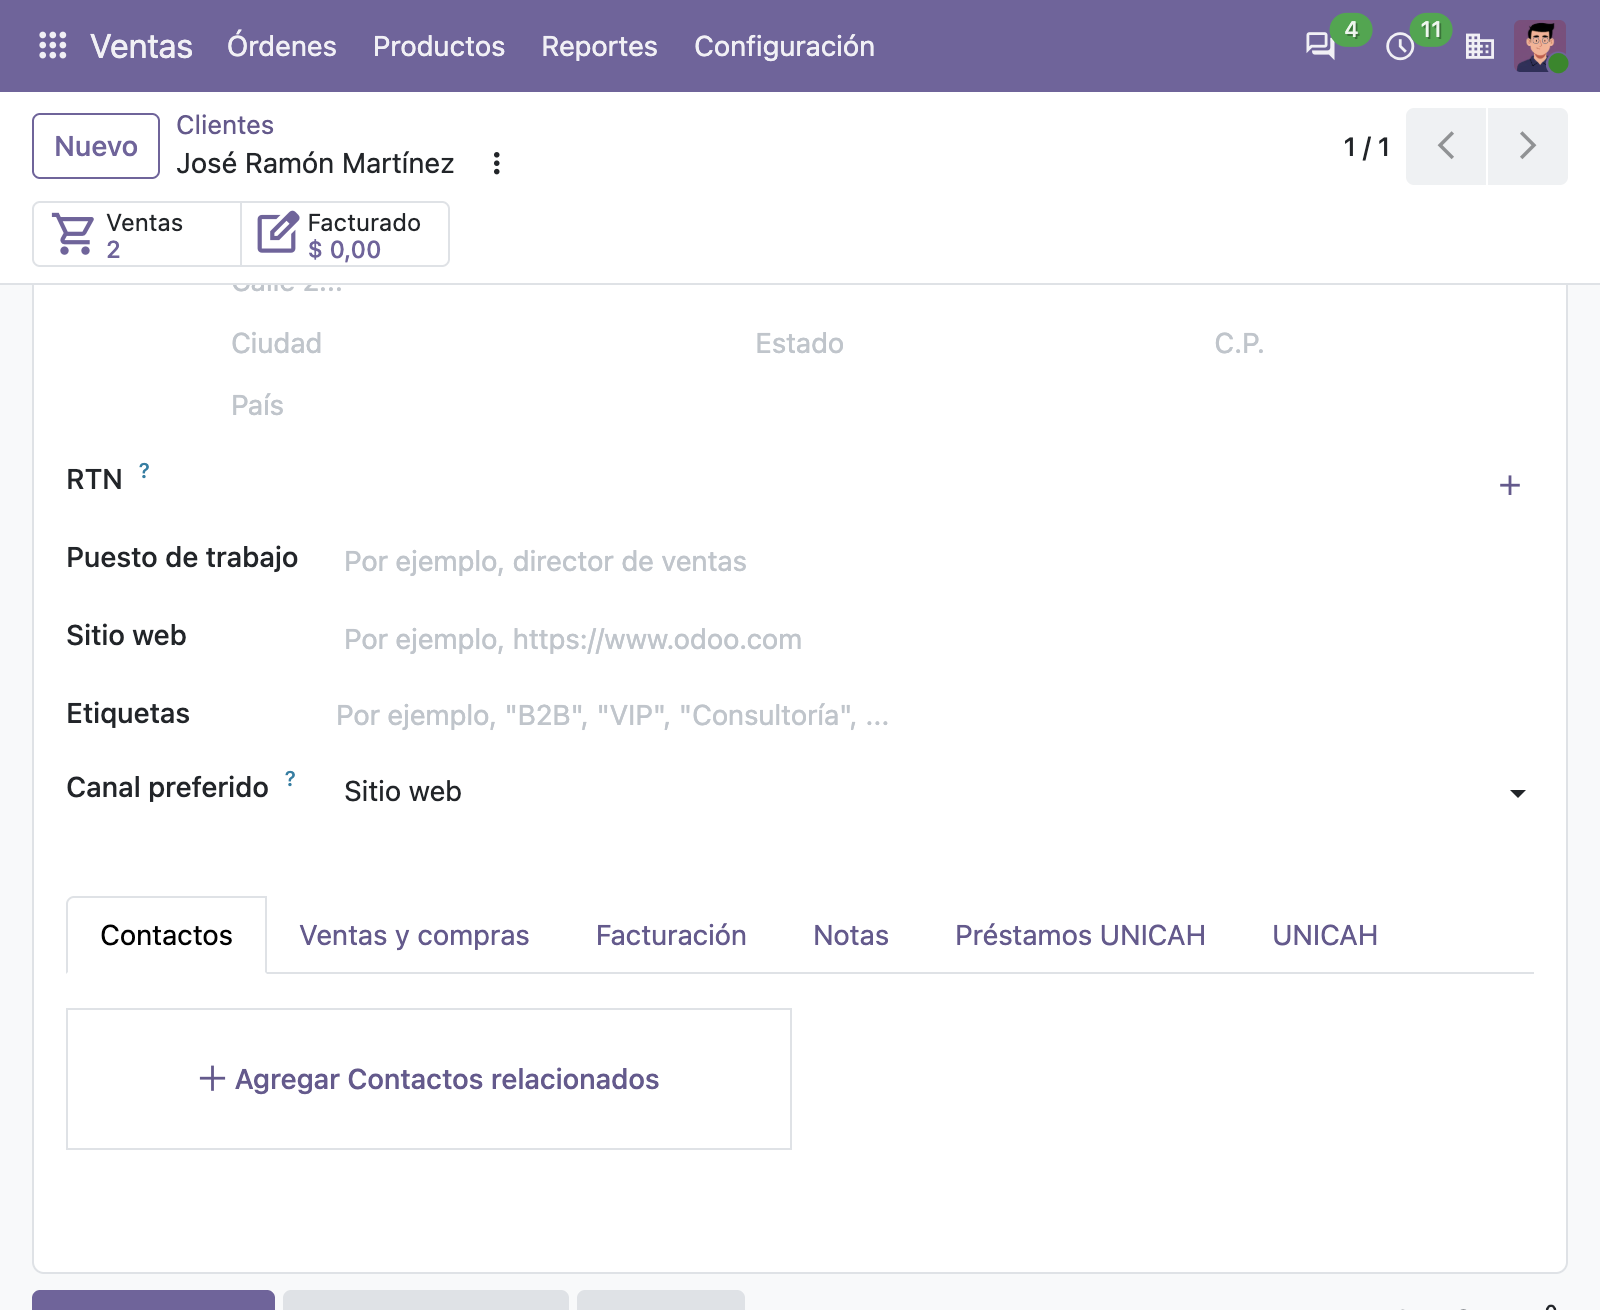 Ventas Órdenes Productos Reportes Configuración 4 11
Nuevo
Clientes
José Ramón Martínez
1 / 1
Ventas
2
Facturado
$ 0,00
Calle 2...
Ciudad Estado C.P.
País
RTN ?
Puesto de trabajo Por ejemplo, director de ventas
Sitio web Por ejemplo, https://www.odoo.com
Etiquetas Por ejemplo, "B2B", "VIP", "Consultoría", ...
Canal preferido ? Sitio web
Contactos Ventas y compras Facturación Notas Préstamos UNICAH UNICAH
Agregar Contactos relacionados